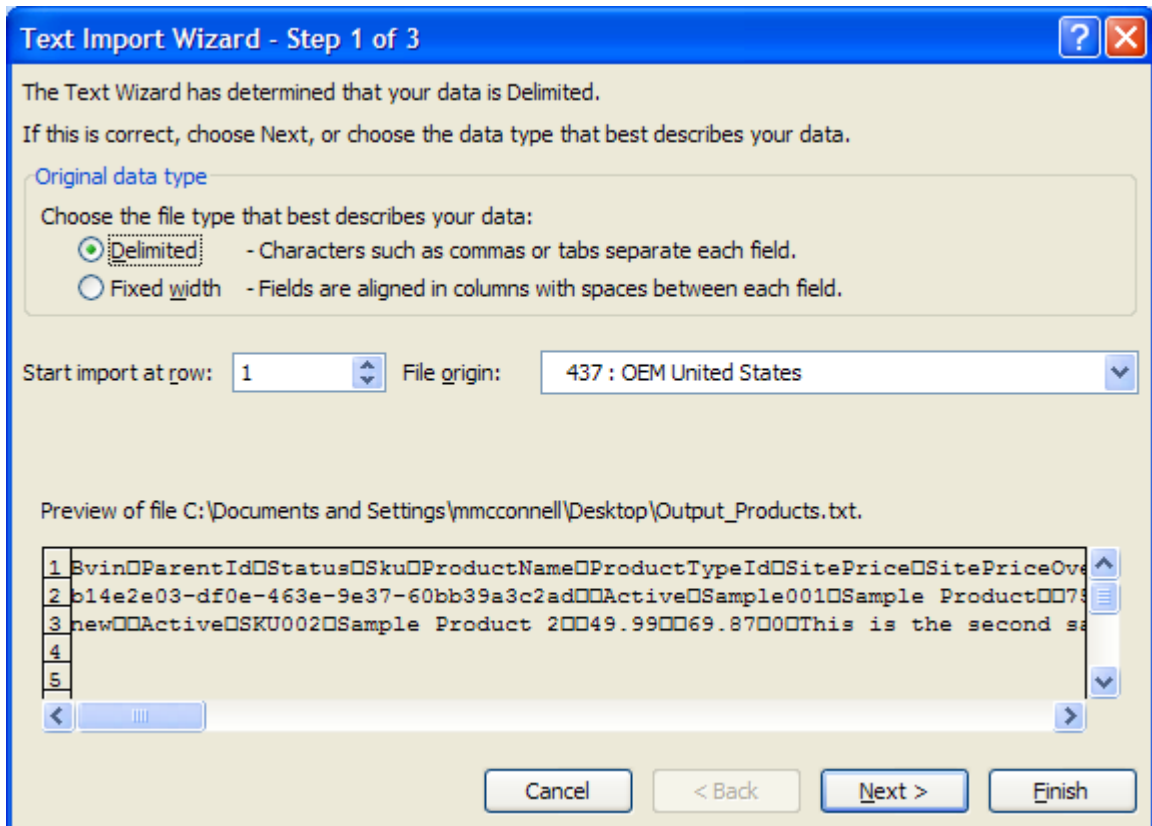 Text Import Wizard - Step 1 of 3
The Text Wizard has determined that your data is Delimited.
If this is correct, choose Next, or choose the data type that best describes your data.
Original data type
Choose the file type that best describes your data:
Delimited - Characters such as commas or tabs separate each field.
Fixed width - Fields are aligned in columns with spaces between each field.
Start import at row: 1 File origin: 437 : OEM United States
Preview of file C:\Documents and Settings\mmcconnell\Desktop\Output_Products.txt.
1 Bvin□ParentId□Status□Sku□ProductName□ProductTypeId□SitePrice□SitePriceOve
2 b14e2e03-df0e-463e-9e37-60bb39a3c2ad□□Active□Sample001□Sample Product□□75
3 new□□Active□SKU002□Sample Product 2□□49.99□□69.87□0□This is the second sa
4
5
Cancel < Back Next > Finish